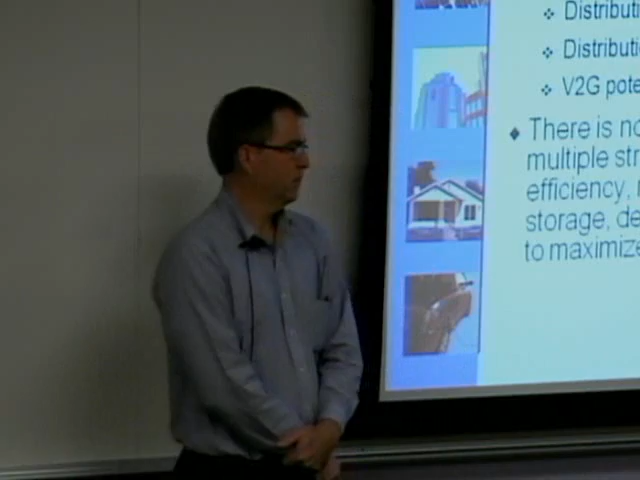 Distributi
Distributi
V2G pote
There is no
multiple str
efficiency,
storage, de
to maximize